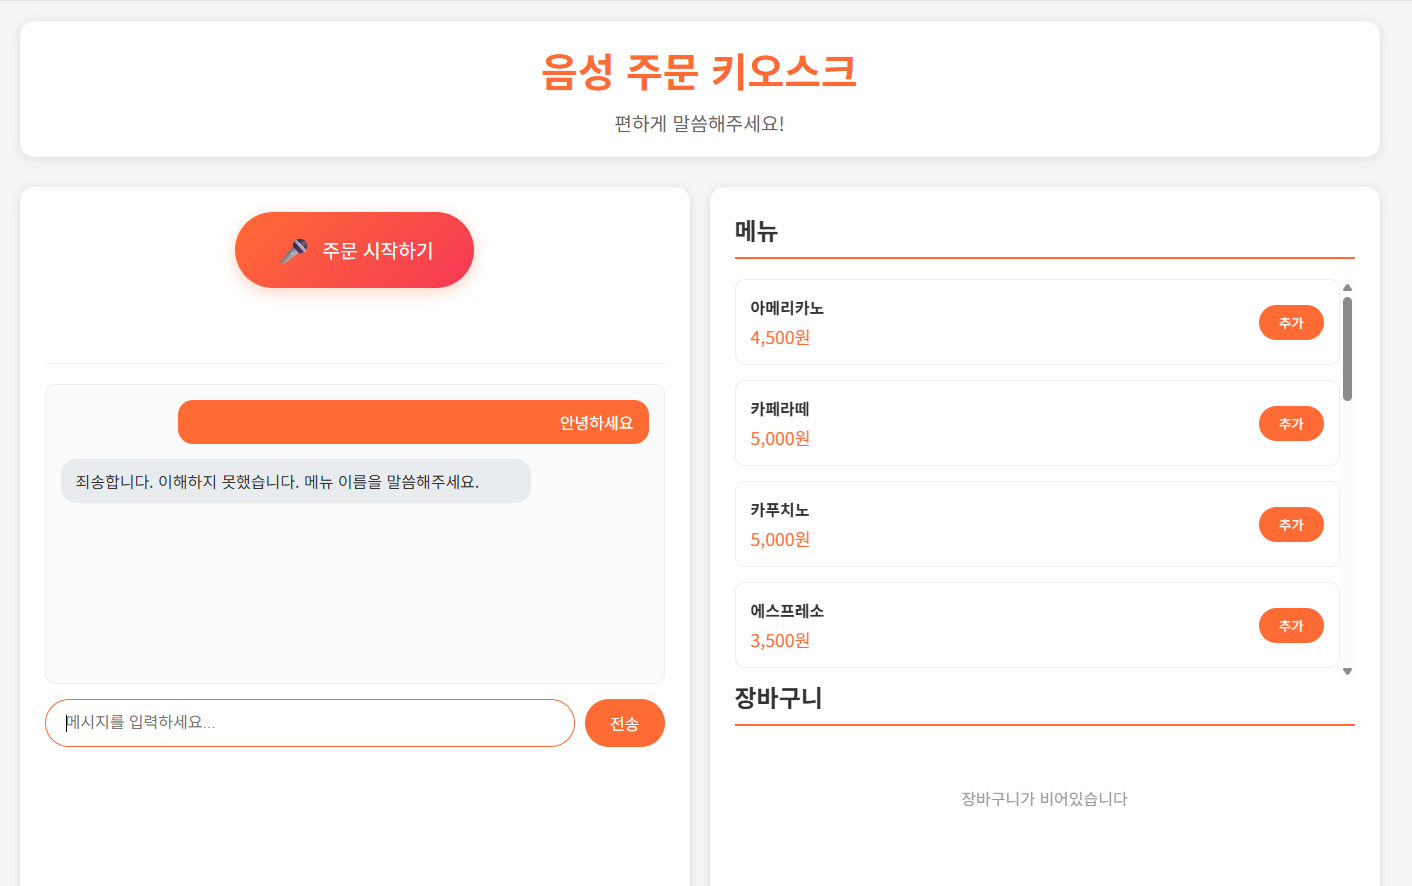 음성 주문 키오스크
편하게 말씀해주세요!
주문 시작하기
안녕하세요
죄송합니다. 이해하지 못했습니다. 메뉴 이름을 말씀해주세요.
메시지를 입력하세요...
전송
메뉴
아메리카노
4,500원
추가
카페라떼
5,000원
추가
카푸치노
5,000원
추가
에스프레소
3,500원
추가
장바구니
장바구니가 비어있습니다